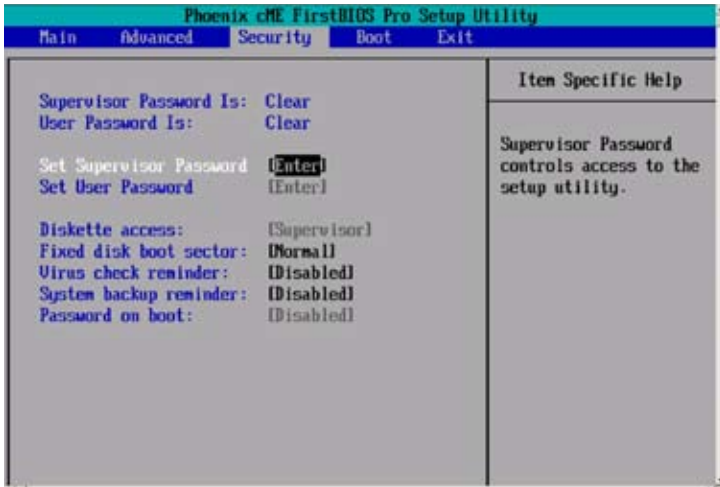 Phoenix cME FirstBIOS Pro Setup Utility
Main Advanced Security Boot Exit
Item Specific Help
Supervisor Password Is: Clear
User Password Is: Clear
Set Supervisor Password [Enter]
Set User Password [Enter]
Diskette access: [Supervisor]
Fixed disk boot sector: [Normal]
Virus check reminder: [Disabled]
System backup reminder: [Disabled]
Password on boot: [Disabled]
Supervisor Password
controls access to the
setup utility.